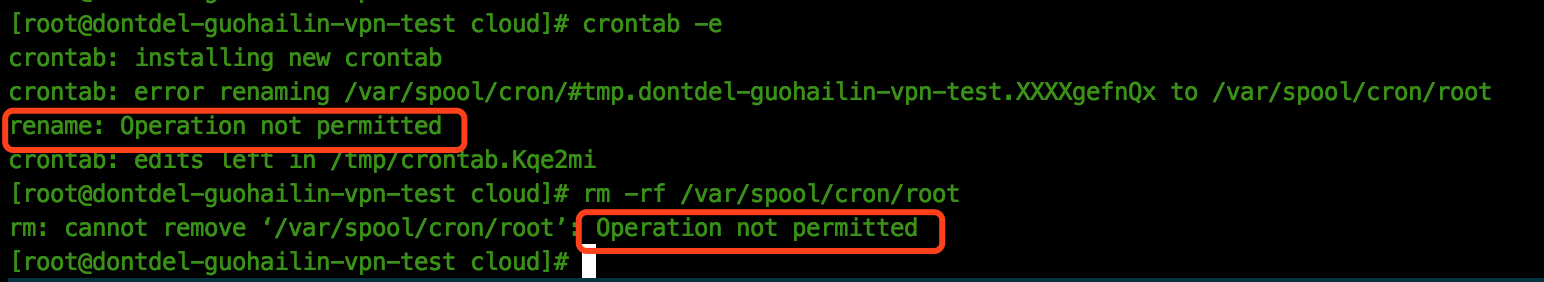 [root@dontdel-guohailin-vpn-test cloud]# crontab -e
crontab: installing new crontab
crontab: error renaming /var/spool/cron/#tmp.dontdel-guohailin-vpn-test.XXXXgefnQx to /var/spool/cron/root
rename: Operation not permitted
crontab: edits left in /tmp/crontab.Kqe2mi
[root@dontdel-guohailin-vpn-test cloud]# rm -rf /var/spool/cron/root
rm: cannot remove ‘/var/spool/cron/root’: Operation not permitted
[root@dontdel-guohailin-vpn-test cloud]#